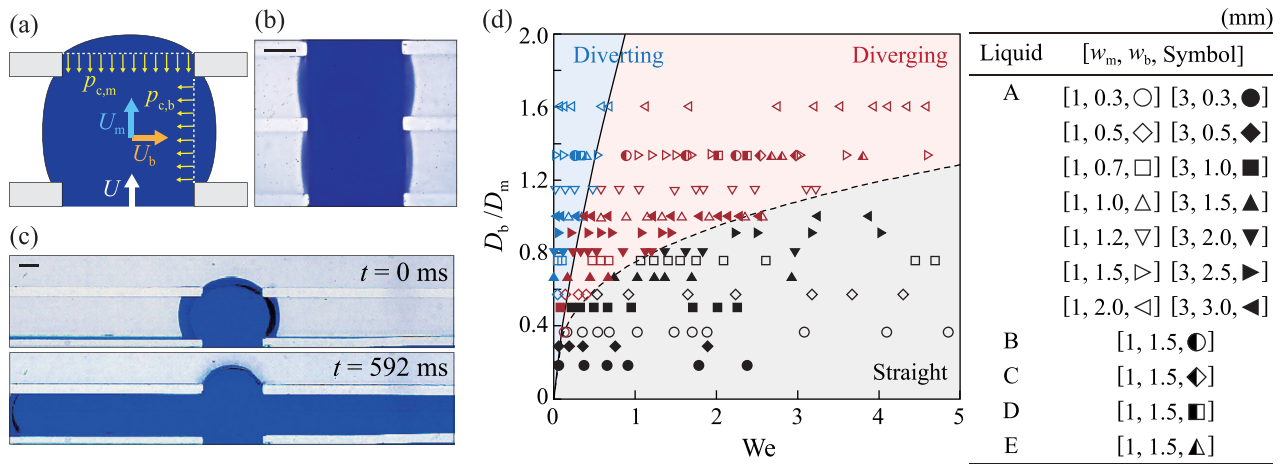 (a)
p_c,m
p_c,b
U_m
U_b
U
(b)
(c)
t = 0 ms
t = 592 ms
(d)
2.0
1.6
1.2
0.8
0.4
0
D_b/D_m
0 1 2 3 4 5
We
Diverting
Diverging
Straight
(mm)
Liquid [w_m, w_b, Symbol]
A [1, 0.3, ○] [3, 0.3, ●]
[1, 0.5, ◇] [3, 0.5, ◆]
[1, 0.7, □] [3, 1.0, ■]
[1, 1.0, △] [3, 1.5, ▲]
[1, 1.2, ▽] [3, 2.0, ▼]
[1, 1.5, ▷] [3, 2.5, ▶]
[1, 2.0, ◁] [3, 3.0, ◀]
B [1, 1.5, ◐]
C [1, 1.5, ⬖]
D [1, 1.5, ◧]
E [1, 1.5, ◭]